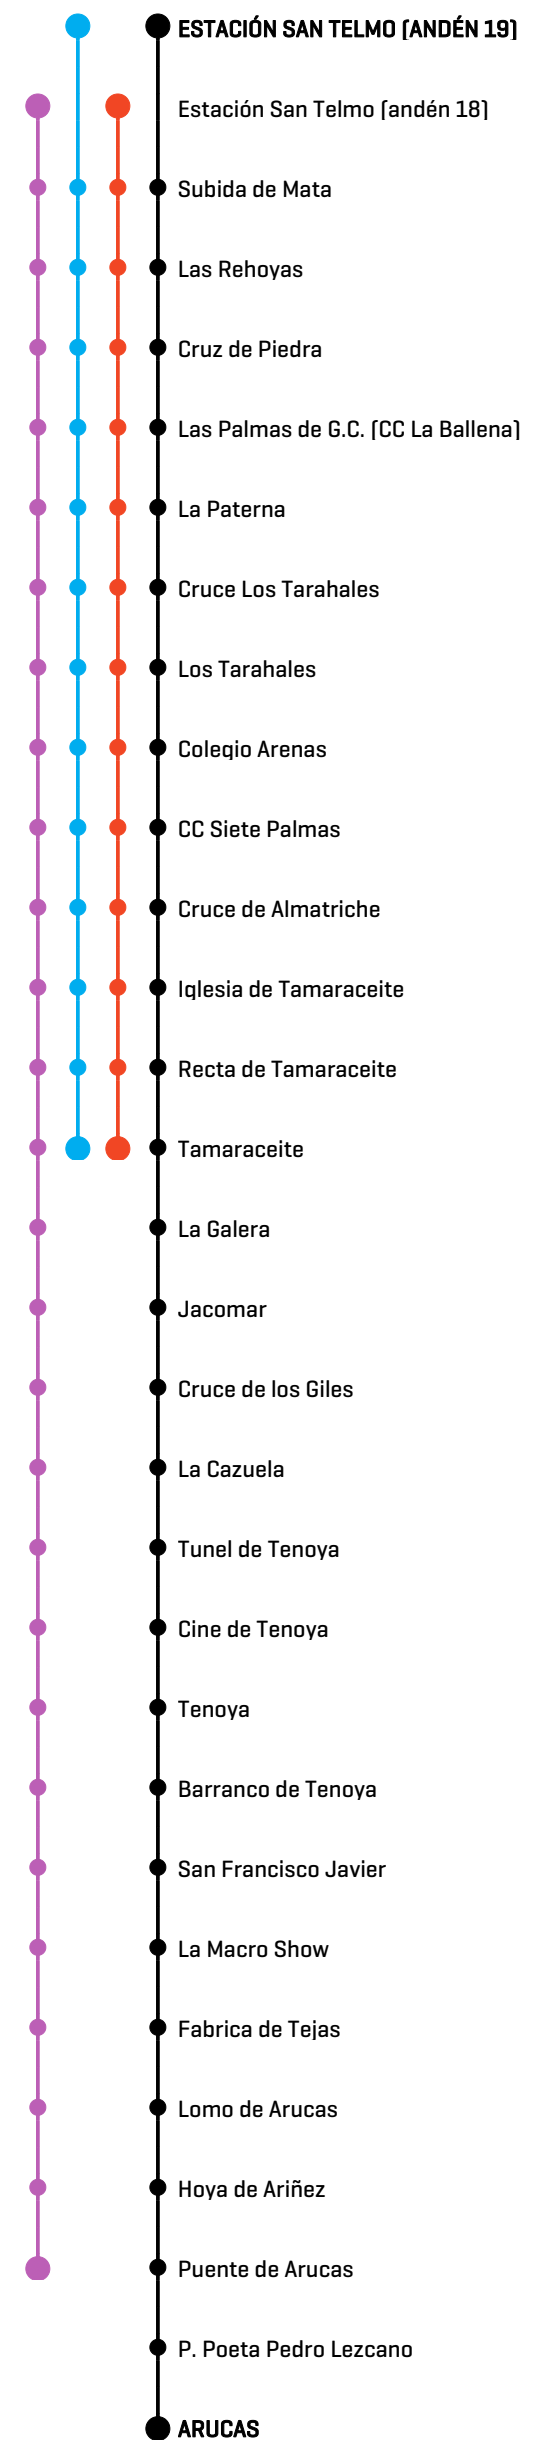 ESTACIÓN SAN TELMO (ANDÉN 19)
Estación San Telmo (andén 18)
Subida de Mata
Las Rehoyas
Cruz de Piedra
Las Palmas de G.C. (CC La Ballena)
La Paterna
Cruce Los Tarahales
Los Tarahales
Colegio Arenas
CC Siete Palmas
Cruce de Almatriche
Iglesia de Tamaraceite
Recta de Tamaraceite
Tamaraceite
La Galera
Jacomar
Cruce de los Giles
La Cazuela
Tunel de Tenoya
Cine de Tenoya
Tenoya
Barranco de Tenoya
San Francisco Javier
La Macro Show
Fabrica de Tejas
Lomo de Arucas
Hoya de Ariñez
Puente de Arucas
P. Poeta Pedro Lezcano
ARUCAS